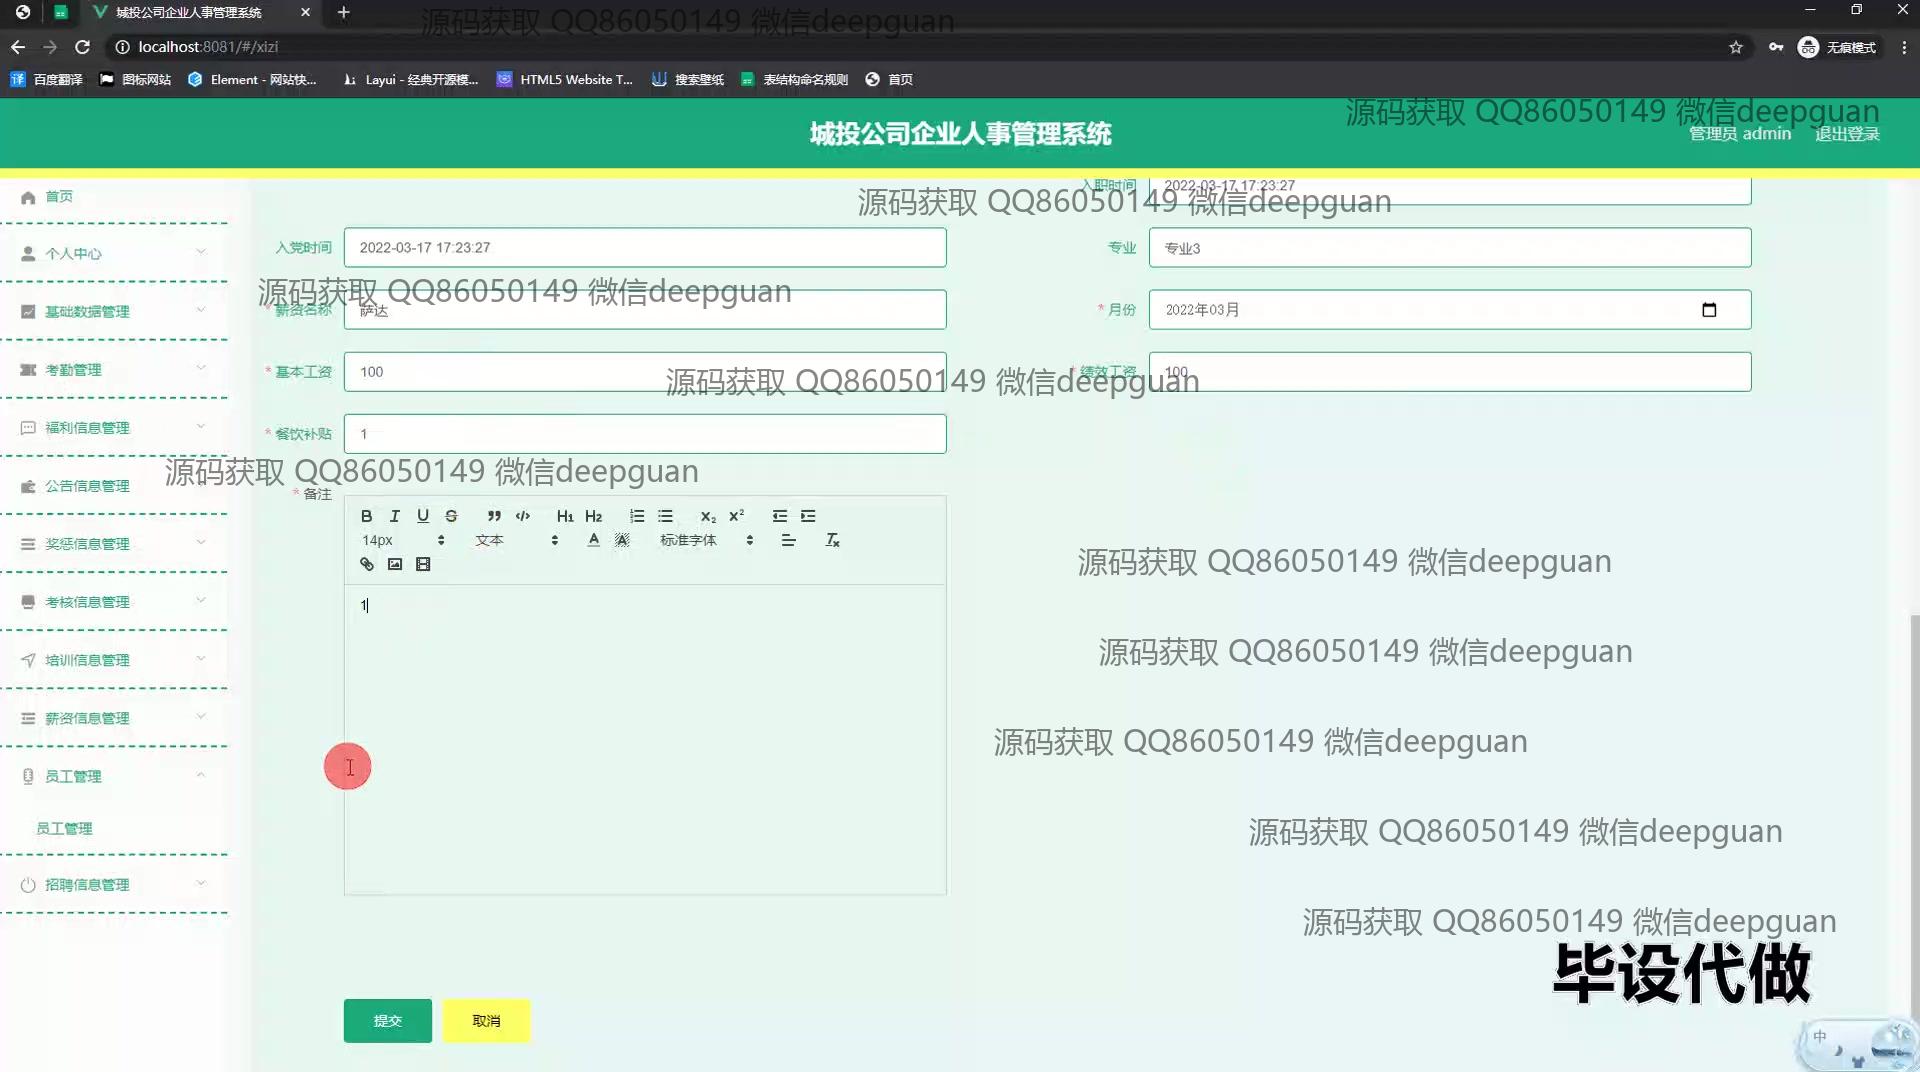 城投公司企业人事管理系统
源码获取 QQ86050149 微信deepguan
localhost:8081/#/xizi
无痕模式
百度翻译 图标网站 Element - 网站快... Layui - 经典开源模... HTML5 Website T... 搜索壁纸 表结构命名规则 首页
城投公司企业人事管理系统
源码获取 QQ86050149 微信deepguan
管理员 admin 退出登录
首页
入职时间 2022-03-17 17:23:27
源码获取 QQ86050149 微信deepguan
个人中心
入党时间 2022-03-17 17:23:27
专业 专业3
源码获取 QQ86050149 微信deepguan
基础数据管理
* 薪资名称 萨达
* 月份 2022年03月
考勤管理
* 基本工资 100
* 绩效工资 100
源码获取 QQ86050149 微信deepguan
福利信息管理
* 餐饮补贴 1
源码获取 QQ86050149 微信deepguan
公告信息管理
* 备注
B I U S H1 H2 x₂ x²
14px 文本 A A 标准字体 Tx
奖惩信息管理
源码获取 QQ86050149 微信deepguan
考核信息管理
1
培训信息管理
源码获取 QQ86050149 微信deepguan
薪资信息管理
源码获取 QQ86050149 微信deepguan
员工管理
员工管理
源码获取 QQ86050149 微信deepguan
招聘信息管理
源码获取 QQ86050149 微信deepguan
毕设代做
提交 取消
中